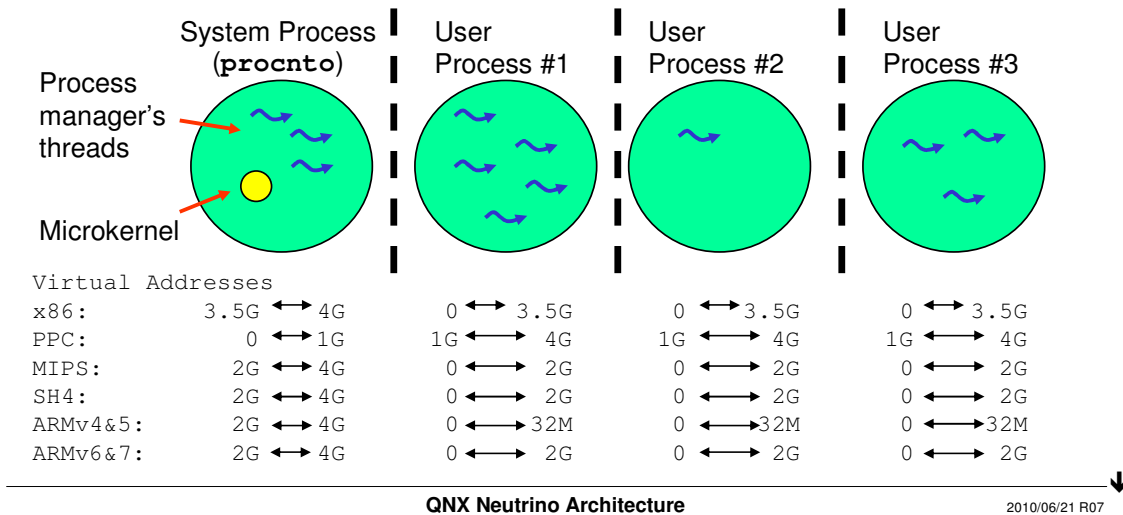 System Process
(procnto)
User
Process #1
User
Process #2
User
Process #3
Process
manager's
threads
Microkernel
Virtual Addresses
x86: 3.5G 4G 0 3.5G 0 3.5G 0 3.5G
PPC: 0 1G 1G 4G 1G 4G 1G 4G
MIPS: 2G 4G 0 2G 0 2G 0 2G
SH4: 2G 4G 0 2G 0 2G 0 2G
ARMv4&5: 2G 4G 0 32M 0 32M 0 32M
ARMv6&7: 2G 4G 0 2G 0 2G 0 2G
QNX Neutrino Architecture
2010/06/21 R07